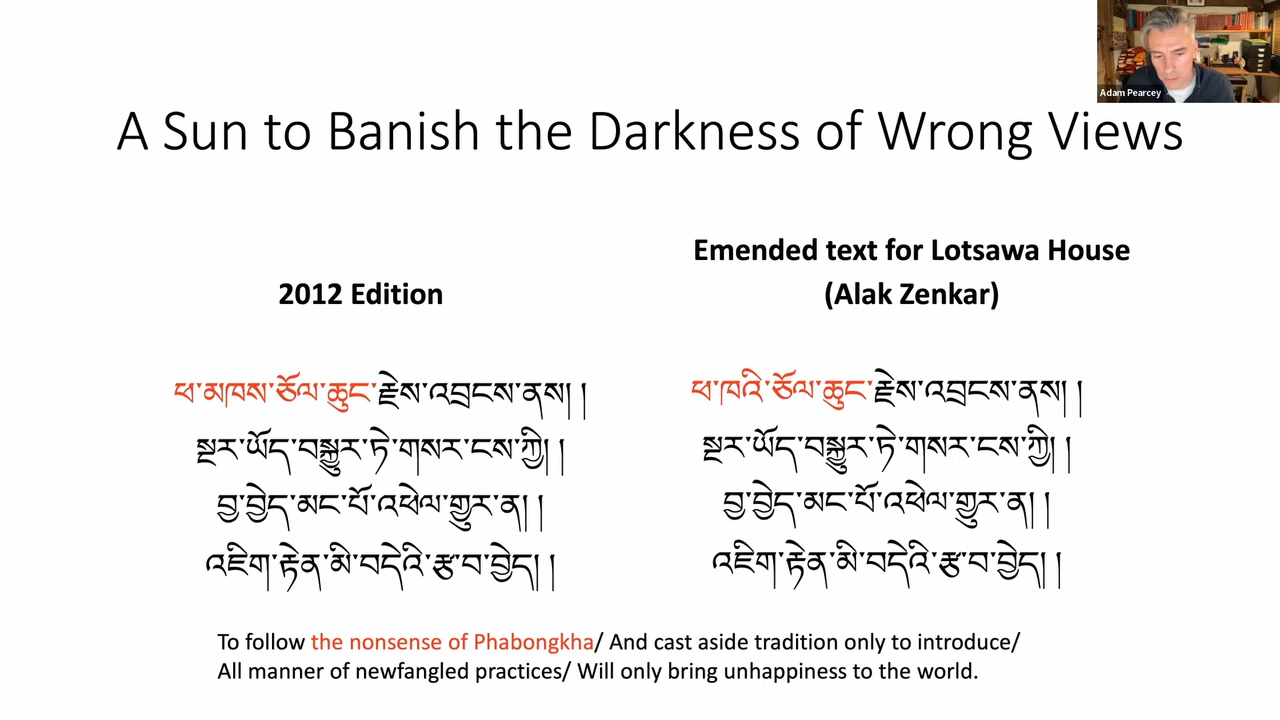 Adam Pearcey
A Sun to Banish the Darkness of Wrong Views
2012 Edition
ཕ་མཁས་ཅོལ་ཆུང་རྗེས་འབྲངས་ནས། །
སྔར་ཡོད་བསྒྱུར་ཏེ་གསར་ངས་ཀྱི། །
བྱ་བྱེད་མང་པོ་འཕེལ་གྱུར་ན། །
འཇིག་རྟེན་མི་བདེའི་རྩ་བ་བྱེད། །
Emended text for Lotsawa House
(Alak Zenkar)
ཕ་ཁའི་ཅོལ་ཆུང་རྗེས་འབྲངས་ནས། །
སྔར་ཡོད་བསྒྱུར་ཏེ་གསར་ངས་ཀྱི། །
བྱ་བྱེད་མང་པོ་འཕེལ་གྱུར་ན། །
འཇིག་རྟེན་མི་བདེའི་རྩ་བ་བྱེད། །
To follow the nonsense of Phabongkha/ And cast aside tradition only to introduce/
All manner of newfangled practices/ Will only bring unhappiness to the world.